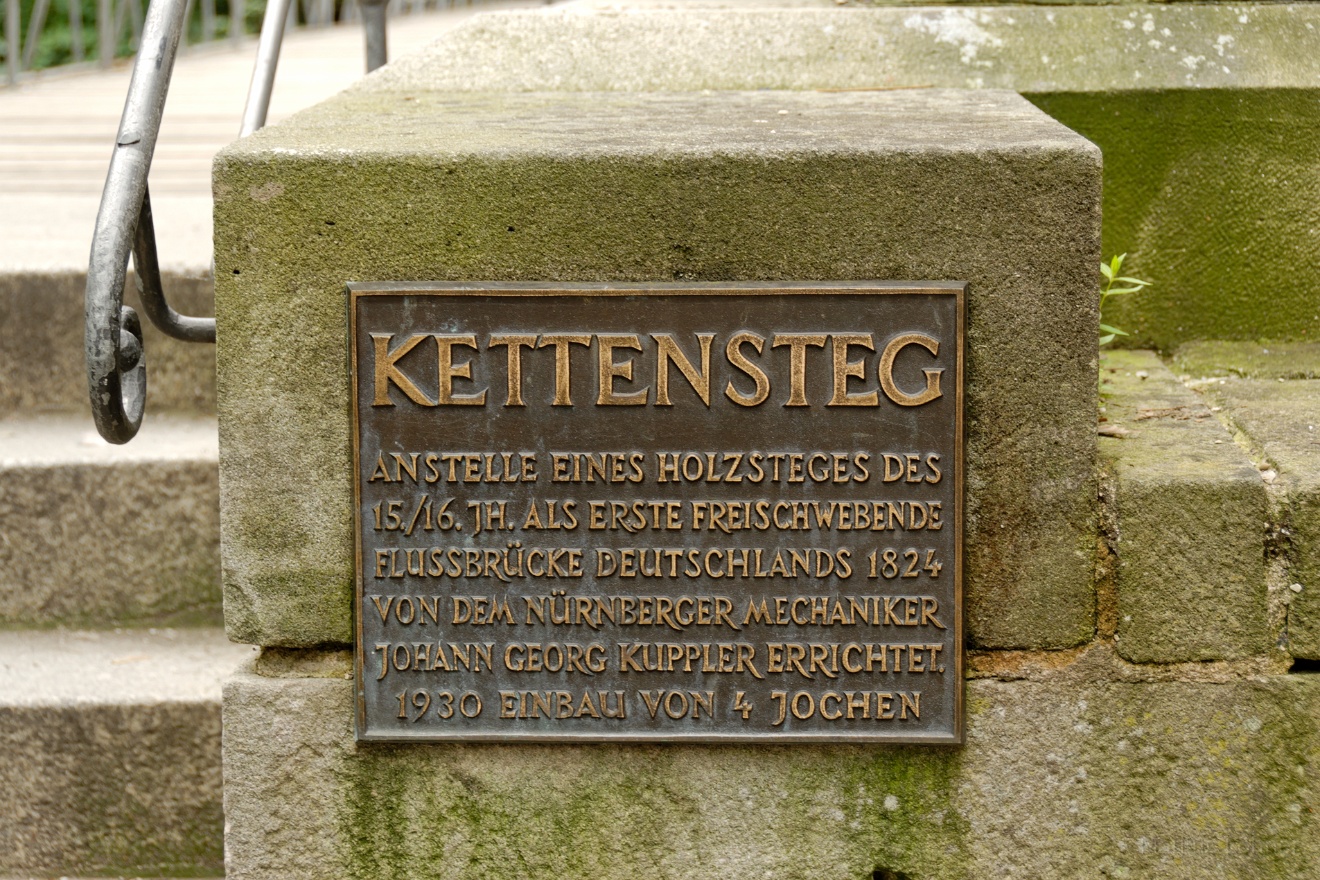 KETTENSTEG
ANSTELLE EINES HOLZSTEGES DES
15./16. JH. ALS ERSTE FREISCHWEBENDE
FLUSSBRÜCKE DEUTSCHLANDS 1824
VON DEM NÜRNBERGER MECHANIKER
JOHANN GEORG KUPPLER ERRICHTET.
1930 EINBAU VON 4 JOCHEN